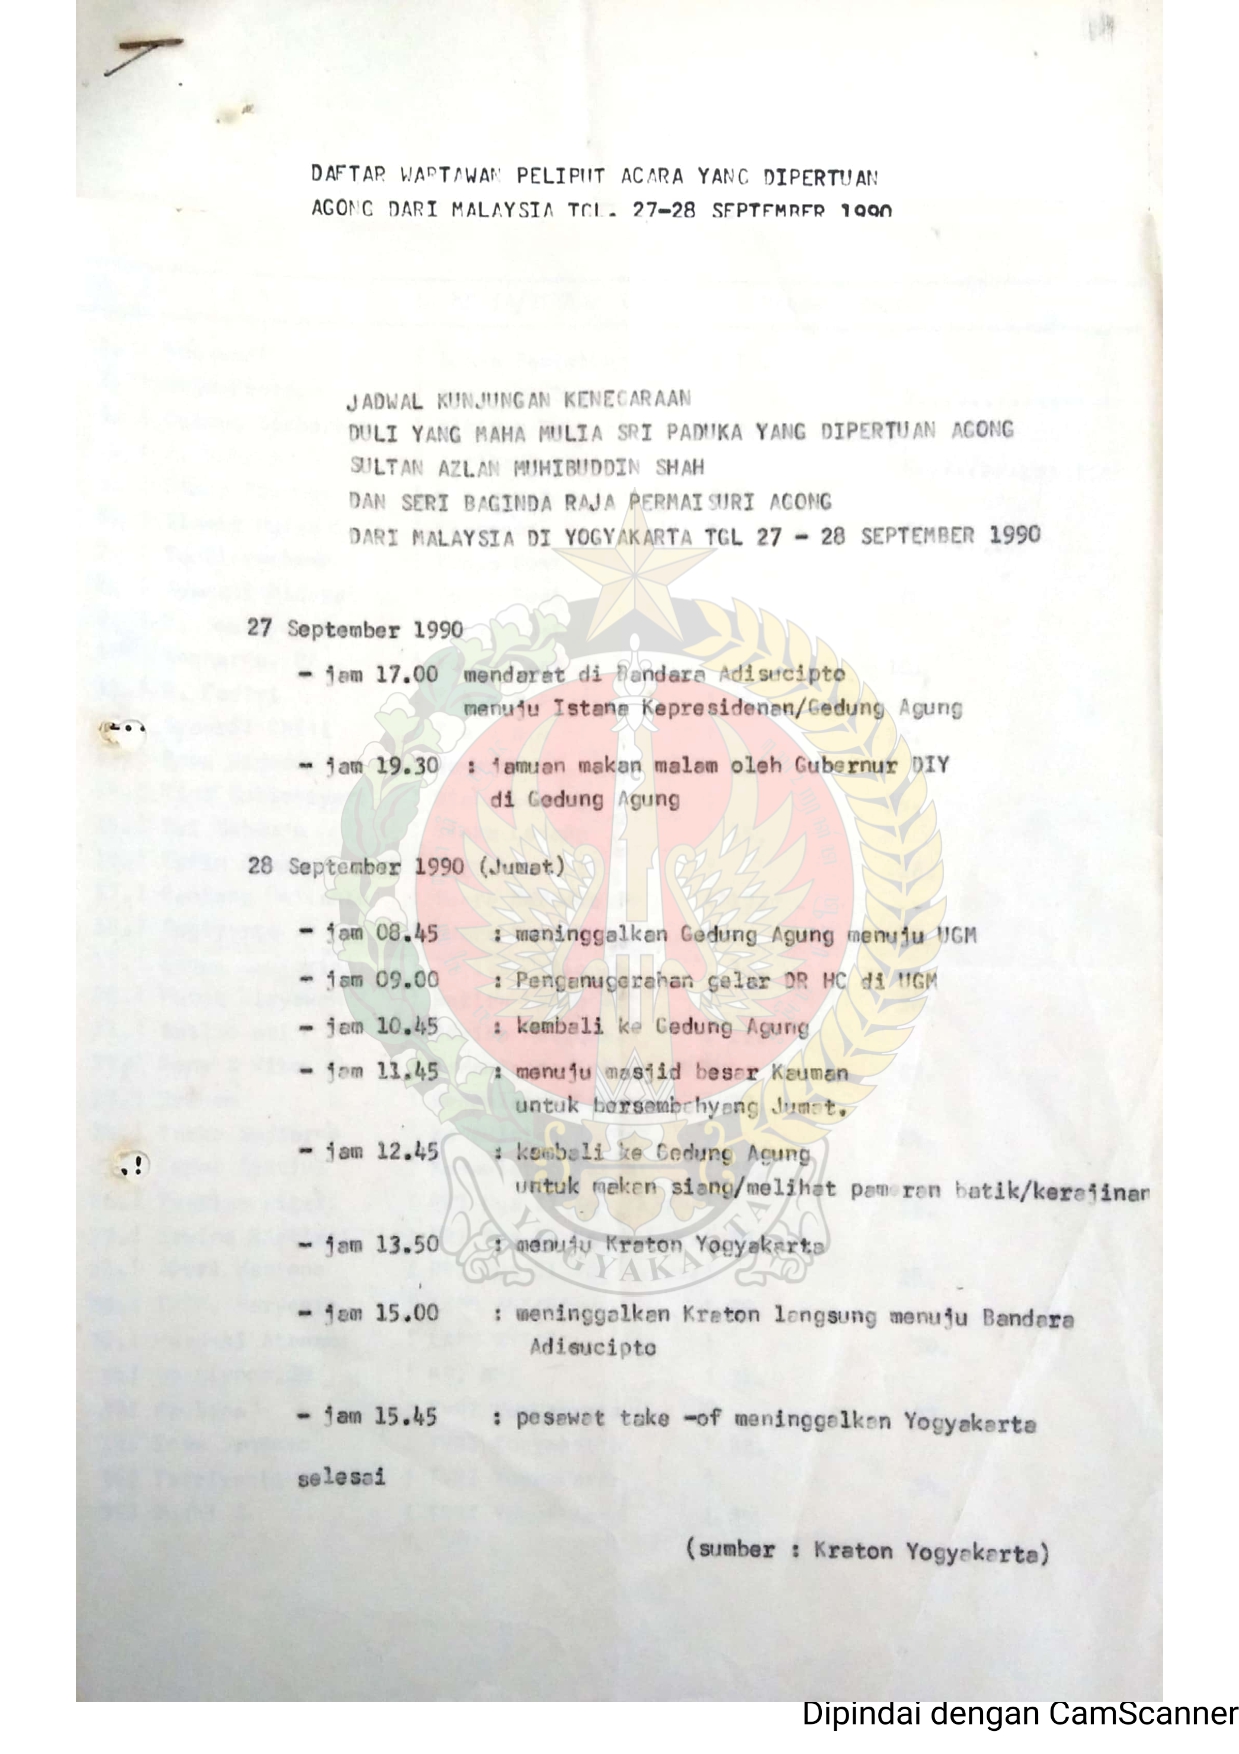 DAFTAR WARTAWAN PELIPUT ACARA YANG DIPERTUAN
AGONG DARI MALAYSIA TGL. 27-28 SEPTEMBER 1990
JADWAL KUNJUNGAN KENEGARAAN
DULI YANG MAHA MULIA SRI PADUKA YANG DIPERTUAN AGONG
SULTAN AZLAN MUHIBUDDIN SHAH
DAN SERI BAGINDA RAJA PERMAISURI AGONG
DARI MALAYSIA DI YOGYAKARTA TGL 27 - 28 SEPTEMBER 1990
27 September 1990
- jam 17.00 mendarat di Bandara Adisucipto
menuju Istana Kepresidenan/Gedung Agung
- jam 19.30 : jamuan makan malam oleh Gubernur DIY
di Gedung Agung
28 September 1990 (Jumat)
- jam 08.45 : meninggalkan Gedung Agung menuju UGM
- jam 09.00 : Penganugerahan gelar DR HC di UGM
- jam 10.45 : kembali ke Gedung Agung
- jam 11.45 : menuju masjid besar Kauman
untuk bersembahyang Jumat.
- jam 12.45 : kembali ke Gedung Agung
untuk makan siang/melihat pameran batik/kerajinan
- jam 13.50 : menuju Kraton Yogyakarta
YOGYAKARTA
- jam 15.00 : meninggalkan Kraton langsung menuju Bandara
Adisucipto
- jam 15.45 : pesawat take -of meninggalkan Yogyakarta
selesai
(sumber : Kraton Yogyakarta)
Dipindai dengan CamScanner